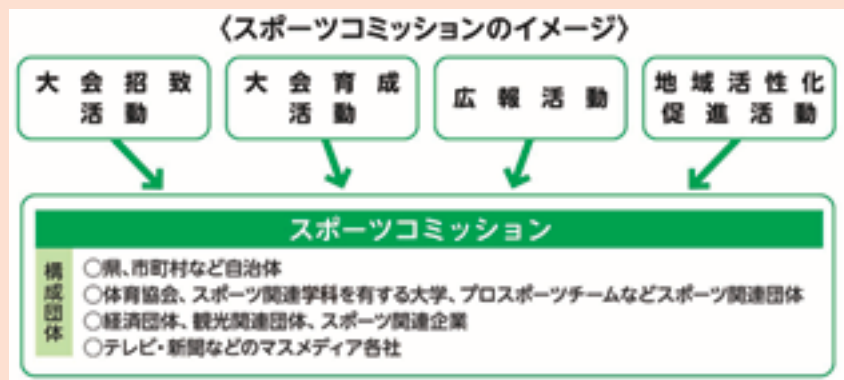 〈スポーツコミッションのイメージ〉
大会招致
活動
大会育成
活動
広報活動
地域活性化
促進活動
スポーツコミッション
構成団体
○県、市町村など自治体
○体育協会、スポーツ関連学科を有する大学、プロスポーツチームなどスポーツ関連団体
○経済団体、観光関連団体、スポーツ関連企業
○テレビ・新聞などのマスメディア各社